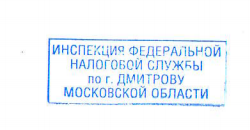 ИНСПЕКЦИЯ ФЕДЕРАЛЬНОЙ
НАЛОГОВОЙ СЛУЖБЫ
по г. ДМИТРОВУ
МОСКОВСКОЙ ОБЛАСТИ